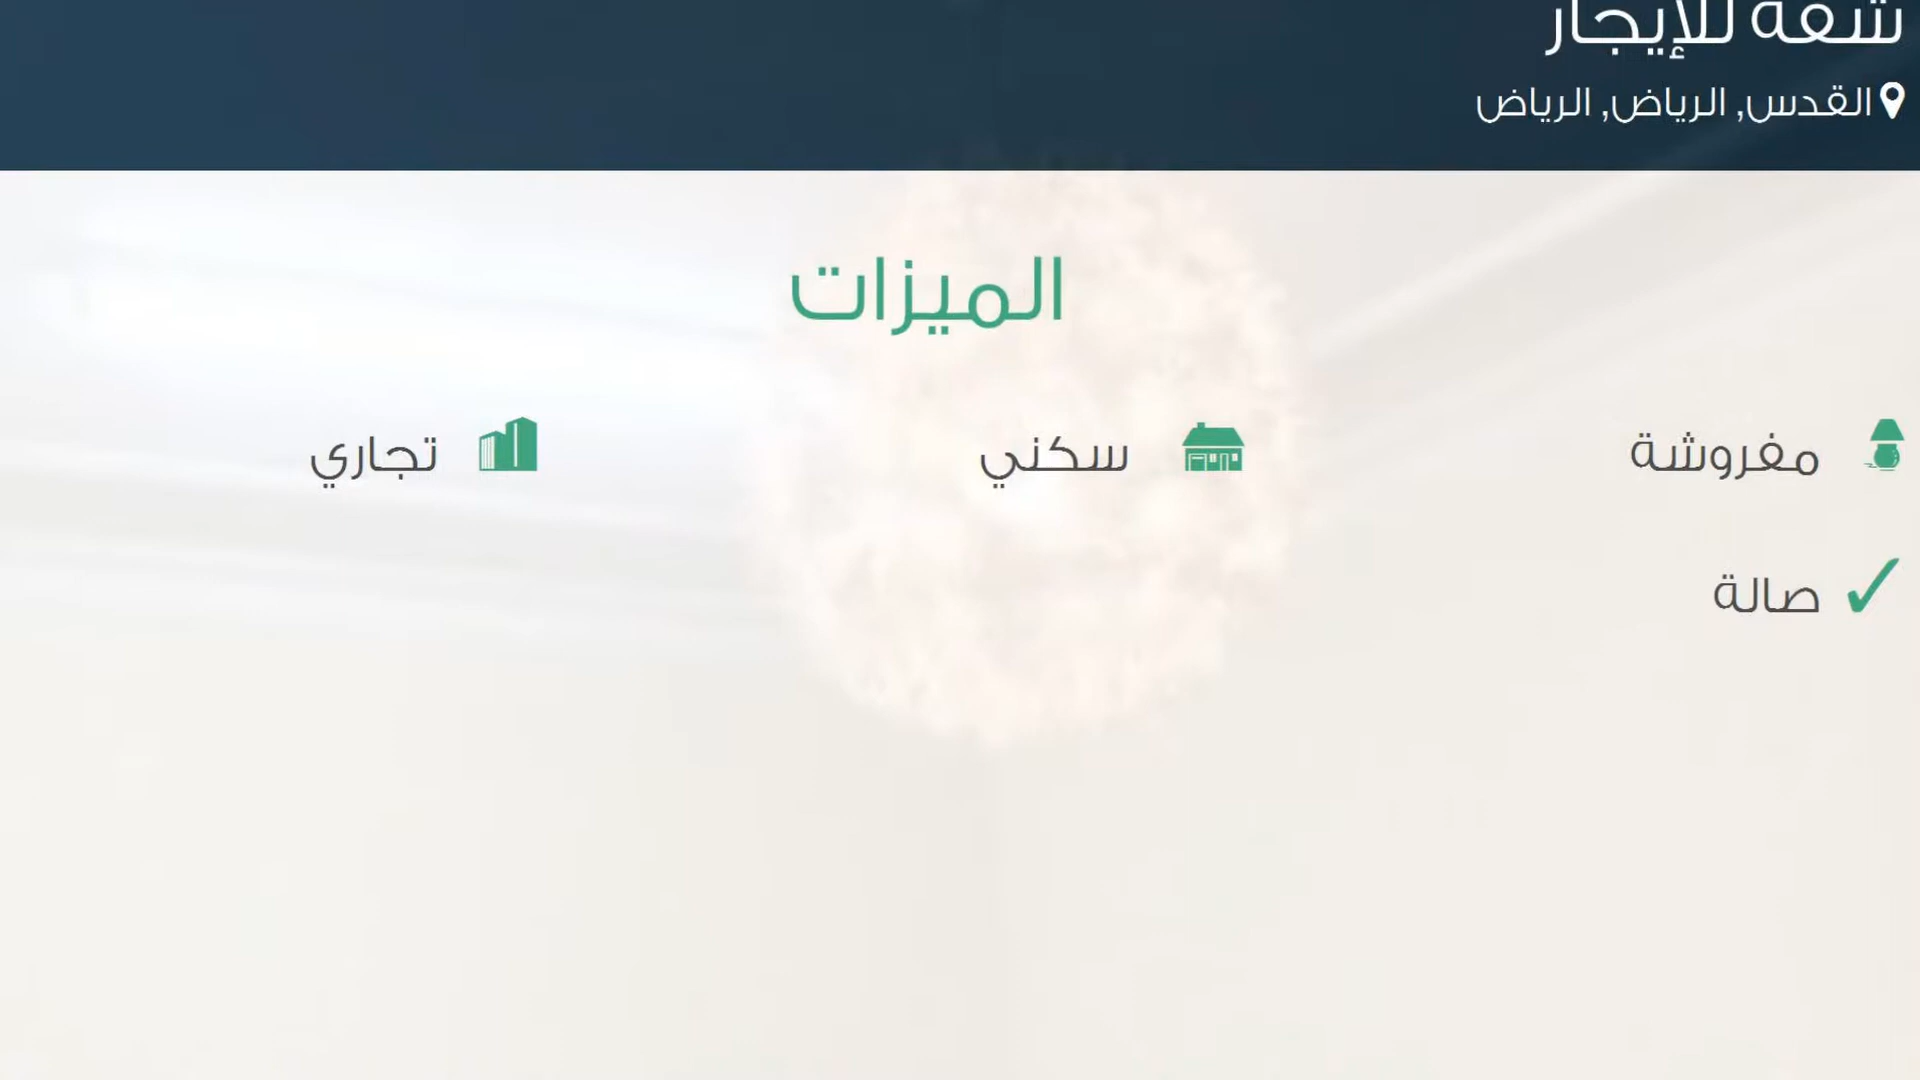 شقة للإيجار
القدس, الرياض, الرياض
الميزات
مفروشة
سكني
تجاري
صالة